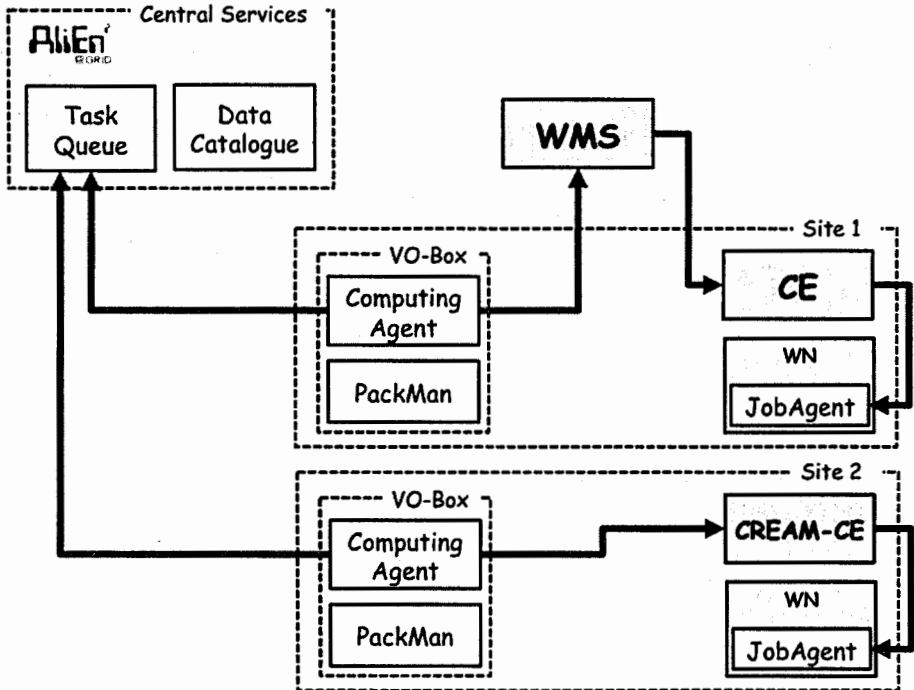 Central Services
AliEn²
@GRID
Task
Queue
Data
Catalogue
WMS
Site 1
VO-Box
Computing
Agent
PackMan
CE
WN
JobAgent
Site 2
VO-Box
Computing
Agent
PackMan
CREAM-CE
WN
JobAgent